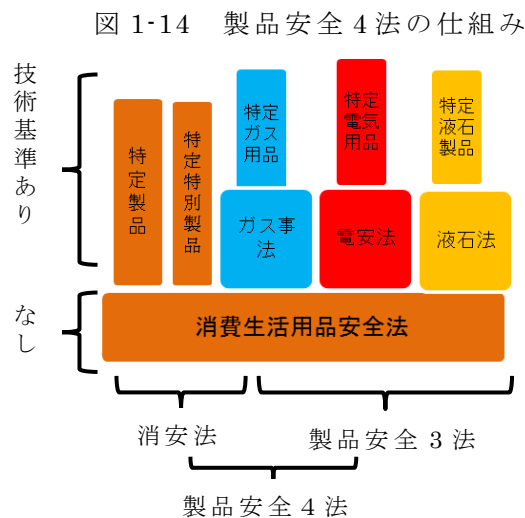 図 1-14　製品安全 4 法の仕組み
技術基準あり
特定製品
特定特別製品
特定
ガス
用品
特定
電気
用品
特定
液石
製品
ガス事
法
電安法
液石法
なし
消費生活用品安全法
消安法
製品安全 3 法
製品安全 4 法